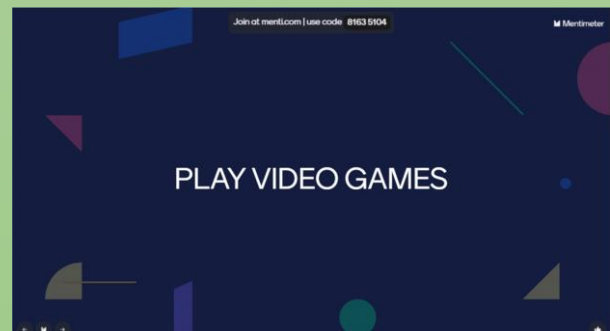 Join at menti.com | use code 8163 5104
Mentimeter
PLAY VIDEO GAMES